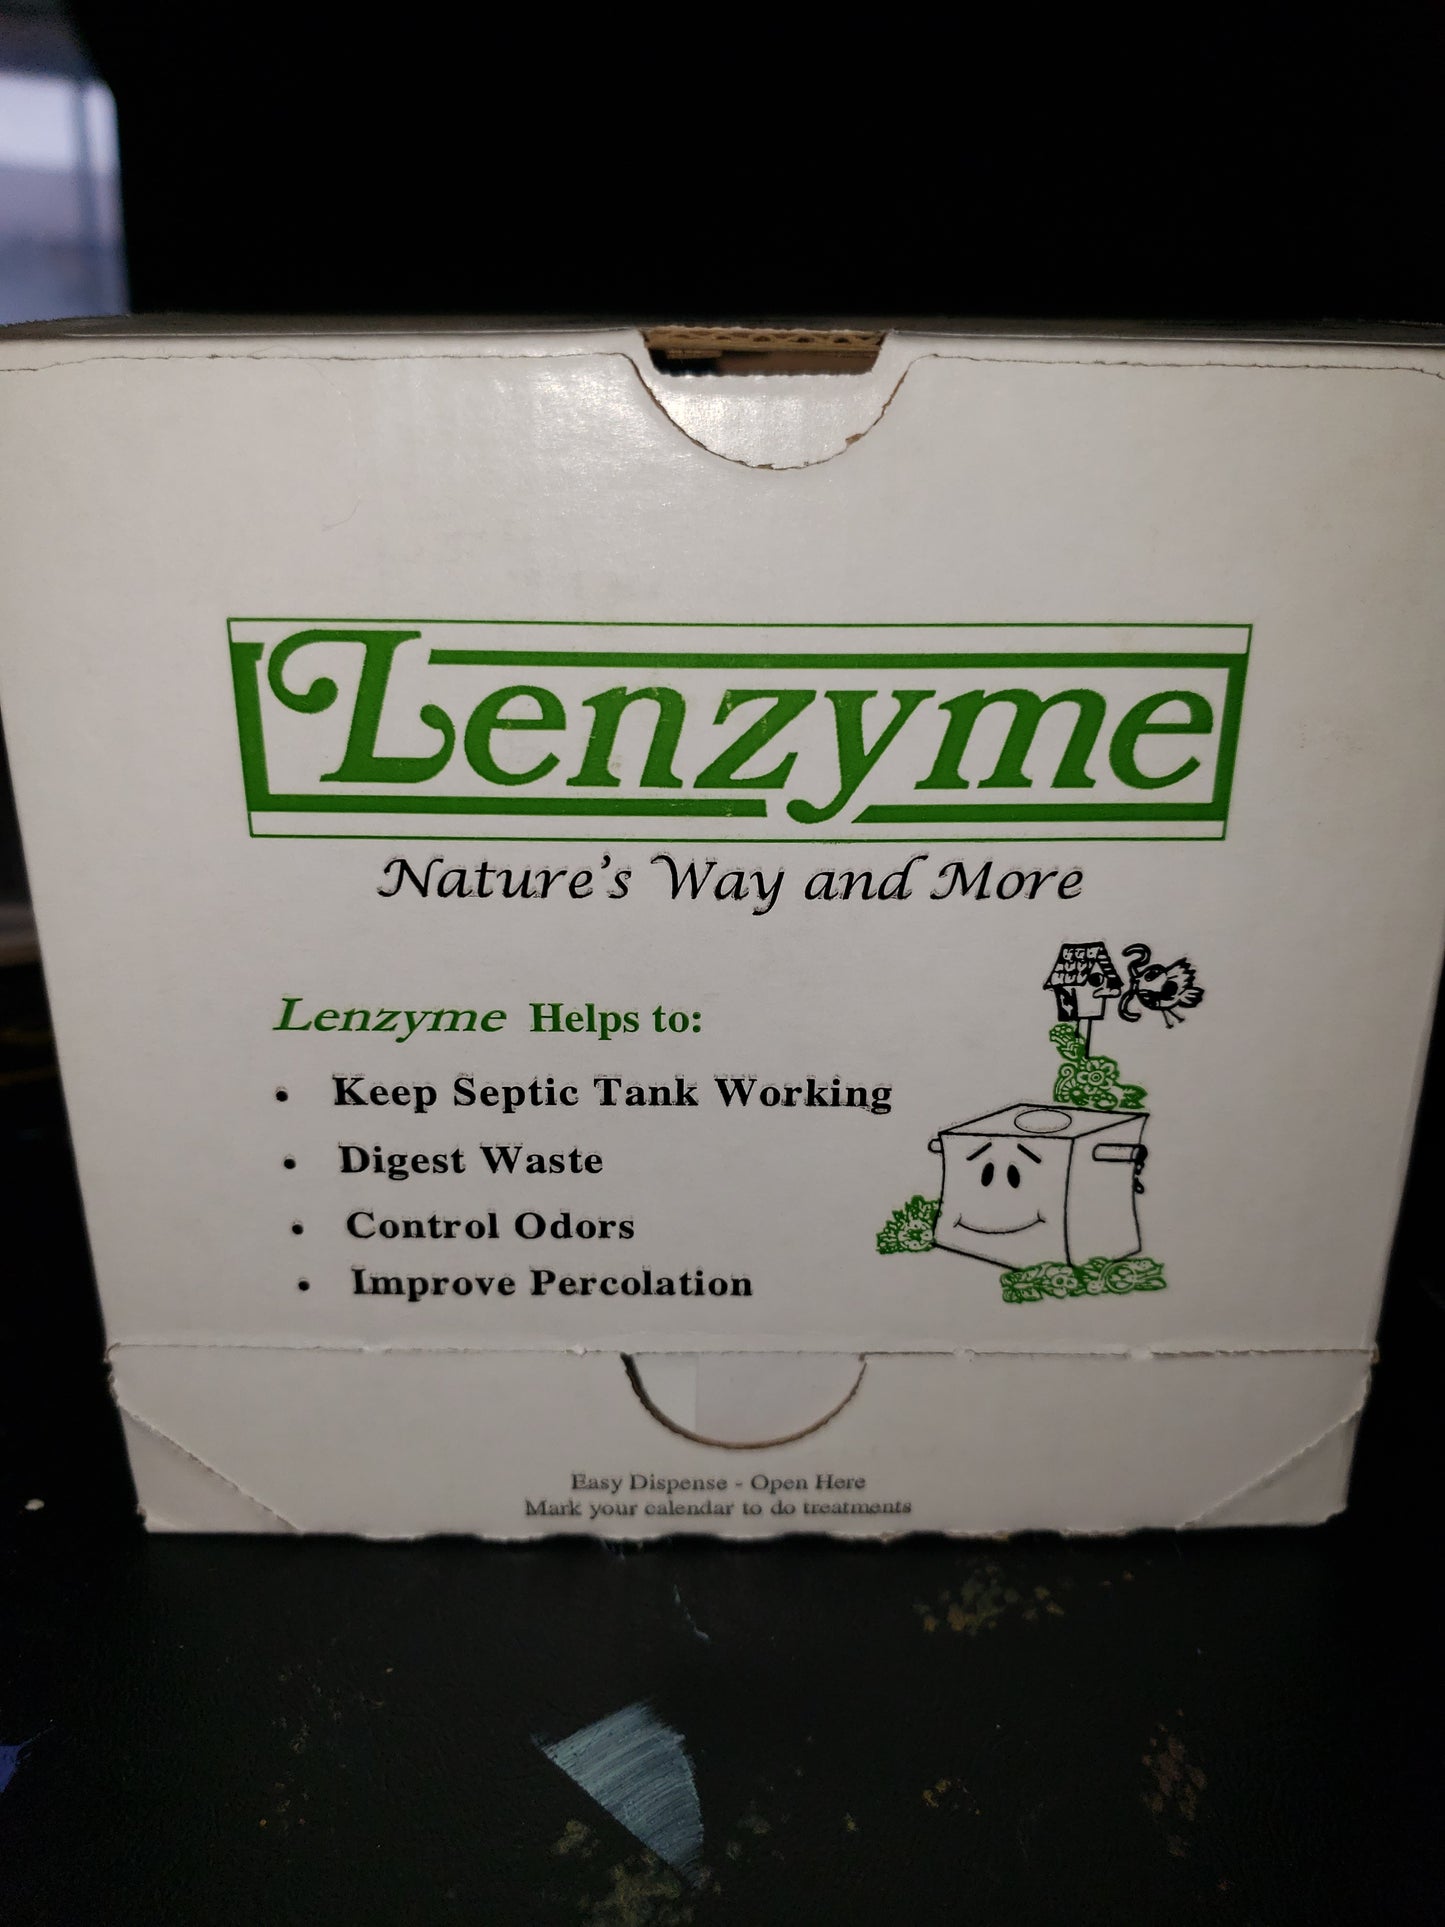 Lenzyme
Nature's Way and More
Lenzyme Helps to:
• Keep Septic Tank Working
• Digest Waste
• Control Odors
• Improve Percolation
Easy Dispense - Open Here
Mark your calendar to do treatments